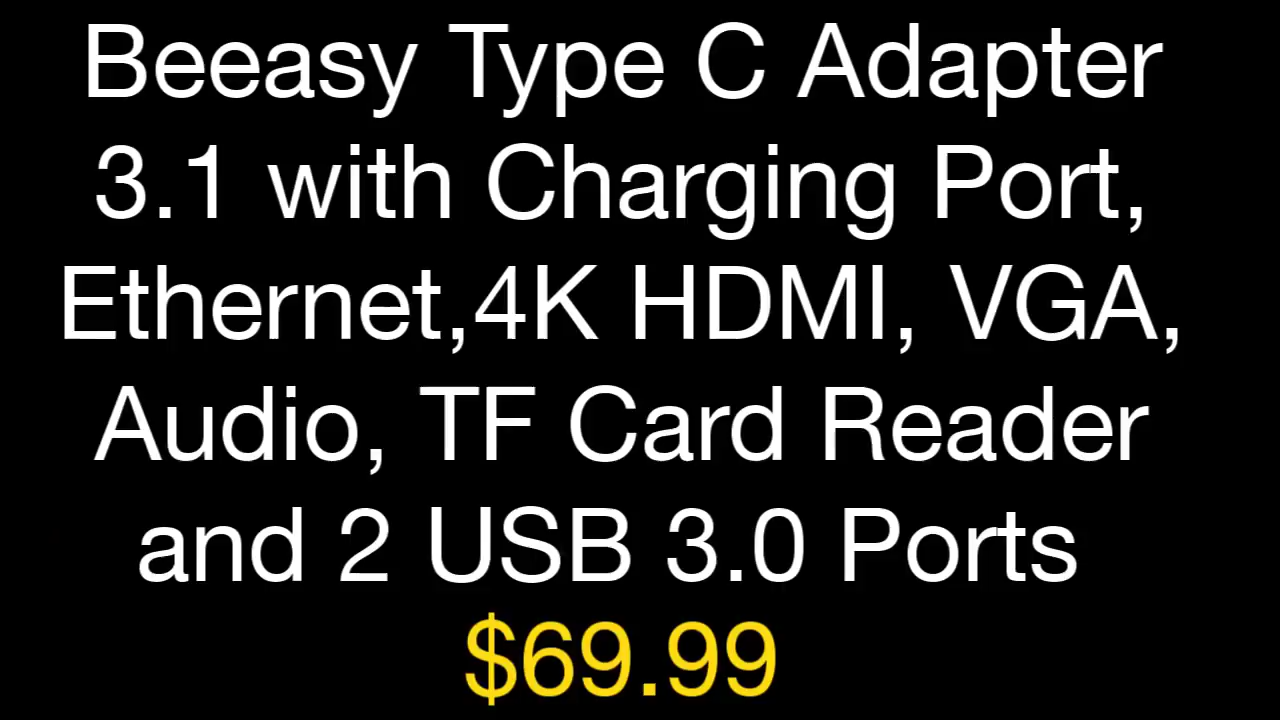 Beeasy Type C Adapter
3.1 with Charging Port,
Ethernet,4K HDMI, VGA,
Audio, TF Card Reader
and 2 USB 3.0 Ports
$69.99